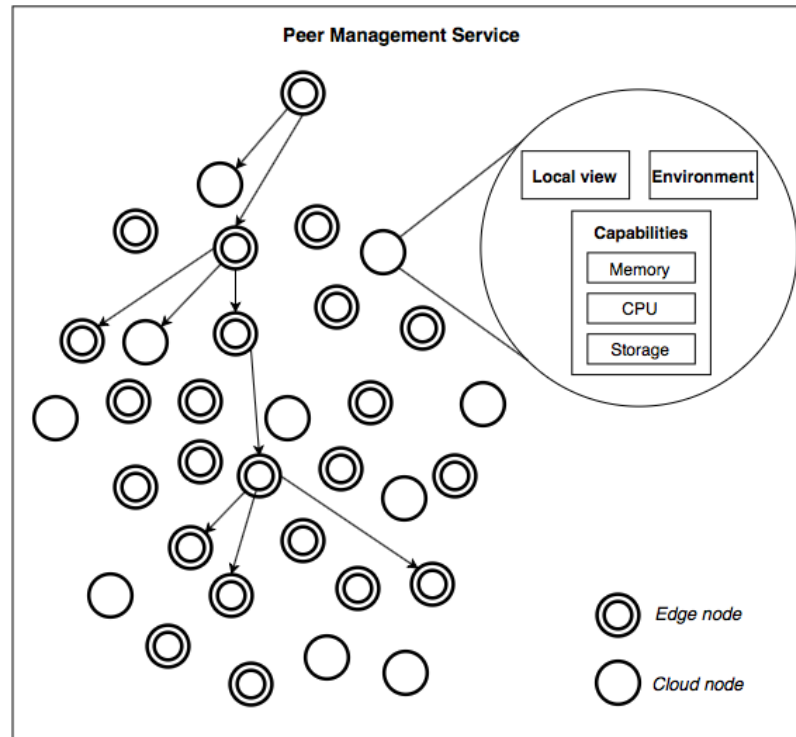 Peer Management Service
Local view
Environment
Capabilities
Memory
CPU
Storage
Edge node
Cloud node